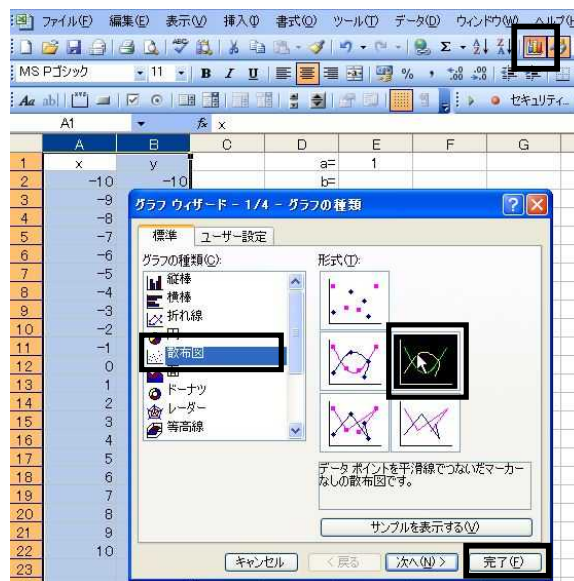 ファイル(F) 編集(E) 表示(V) 挿入(I) 書式(O) ツール(T) データ(D) ウィンドウ(W) ヘルプ(H
MS Pゴシック 11 B I U %
Aa ab| セキュリティ
A1 fx x
A B C D E F G
1 x y a= 1
2 -10 -10 b=
3 -9
4 -8
5 -7
6 -6
7 -5
8 -4
9 -3
10 -2
11 -1
12 0
13 1
14 2
15 3
16 4
17 5
18 6
19 7
20 8
21 9
22 10
23
グラフ ウィザード - 1/4 - グラフの種類
標準 ユーザー設定
グラフの種類(C):
縦棒
横棒
折れ線
円
散布図
面
ドーナツ
レーダー
等高線
形式(T):
データ ポイントを平滑線でつないだマーカー
なしの散布図です。
サンプルを表示する(V)
キャンセル < 戻る 次へ(N) > 完了(F)